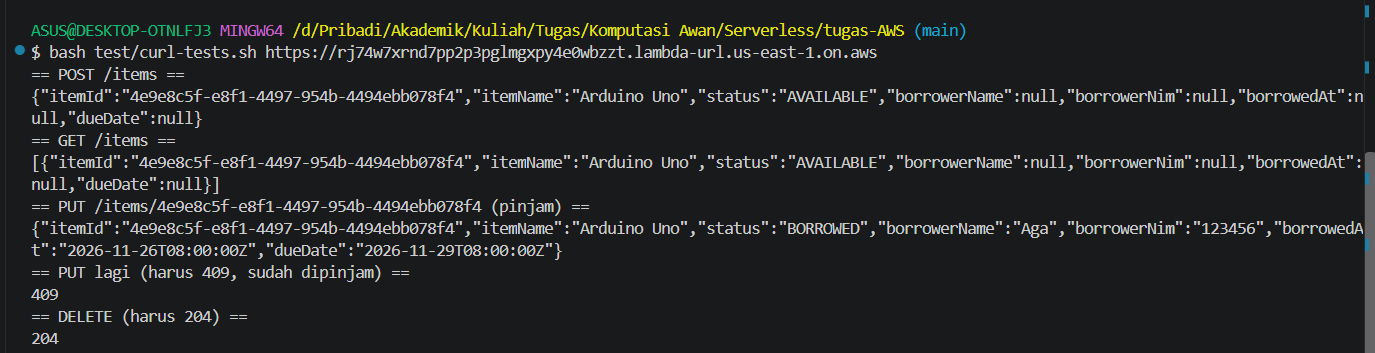 ASUS@DESKTOP-OTNLFJ3 MINGW64 /d/Pribadi/Akademik/Kuliah/Tugas/Komputasi Awan/Serverless/tugas-AWS (main)
$ bash test/curl-tests.sh https://rj74w7xrnd7pp2p3pglmgxpy4e0wbzzt.lambda-url.us-east-1.on.aws
== POST /items ==
{"itemId":"4e9e8c5f-e8f1-4497-954b-4494ebb078f4","itemName":"Arduino Uno","status":"AVAILABLE","borrowerName":null,"borrowerNim":null,"borrowedAt":n
ull,"dueDate":null}
== GET /items ==
[{"itemId":"4e9e8c5f-e8f1-4497-954b-4494ebb078f4","itemName":"Arduino Uno","status":"AVAILABLE","borrowerName":null,"borrowerNim":null,"borrowedAt":
null,"dueDate":null}]
== PUT /items/4e9e8c5f-e8f1-4497-954b-4494ebb078f4 (pinjam) ==
{"itemId":"4e9e8c5f-e8f1-4497-954b-4494ebb078f4","itemName":"Arduino Uno","status":"BORROWED","borrowerName":"Aga","borrowerNim":"123456","borrowedA
t":"2026-11-26T08:00:00Z","dueDate":"2026-11-29T08:00:00Z"}
== PUT lagi (harus 409, sudah dipinjam) ==
409
== DELETE (harus 204) ==
204